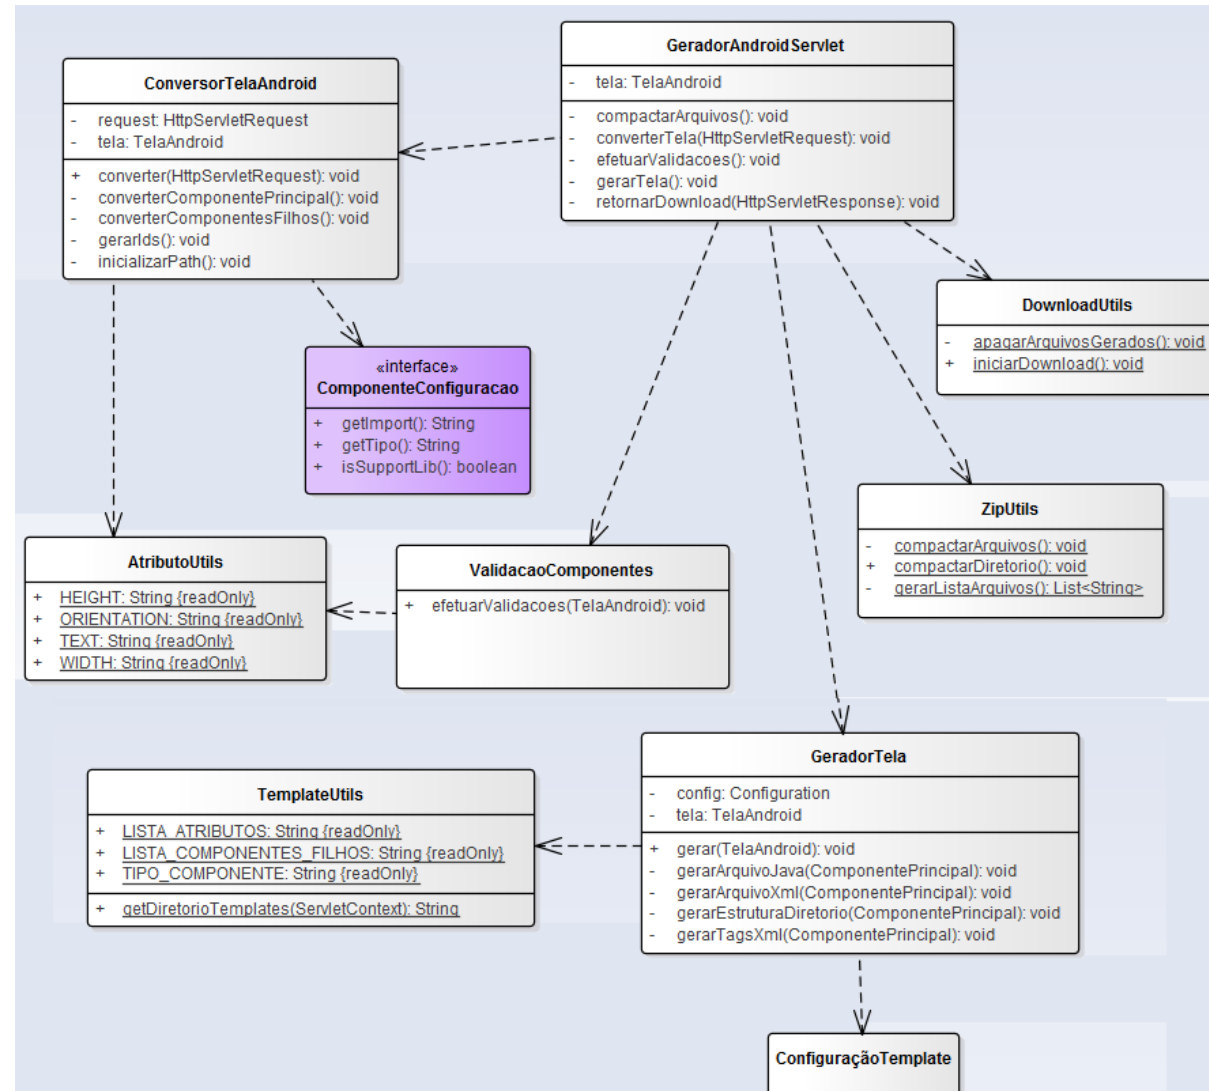 GeradorAndroidServlet
- tela: TelaAndroid
- compactarArquivos(): void
- converterTela(HttpServletRequest): void
- efetuarValidacoes(): void
- gerarTela(): void
- retornarDownload(HttpServletResponse): void
ConversorTelaAndroid
- request: HttpServletRequest
- tela: TelaAndroid
+ converter(HttpServletRequest): void
- converterComponentePrincipal(): void
- converterComponentesFilhos(): void
- gerarIds(): void
- inicializarPath(): void
DownloadUtils
- apagarArquivosGerados(): void
+ iniciarDownload(): void
«interface»
ComponenteConfiguracao
+ getImport(): String
+ getTipo(): String
+ isSupportLib(): boolean
ZipUtils
- compactarArquivos(): void
+ compactarDiretorio(): void
- gerarListaArquivos(): List<String>
AtributoUtils
+ HEIGHT: String {readOnly}
+ ORIENTATION: String {readOnly}
+ TEXT: String {readOnly}
+ WIDTH: String {readOnly}
ValidacaoComponentes
+ efetuarValidacoes(TelaAndroid): void
GeradorTela
- config: Configuration
- tela: TelaAndroid
+ gerar(TelaAndroid): void
- gerarArquivoJava(ComponentePrincipal): void
- gerarArquivoXml(ComponentePrincipal): void
- gerarEstruturaDiretorio(ComponentePrincipal): void
- gerarTagsXml(ComponentePrincipal): void
TemplateUtils
+ LISTA_ATRIBUTOS: String {readOnly}
+ LISTA_COMPONENTES_FILHOS: String {readOnly}
+ TIPO_COMPONENTE: String {readOnly}
+ getDiretorioTemplates(ServletContext): String
ConfiguraçãoTemplate